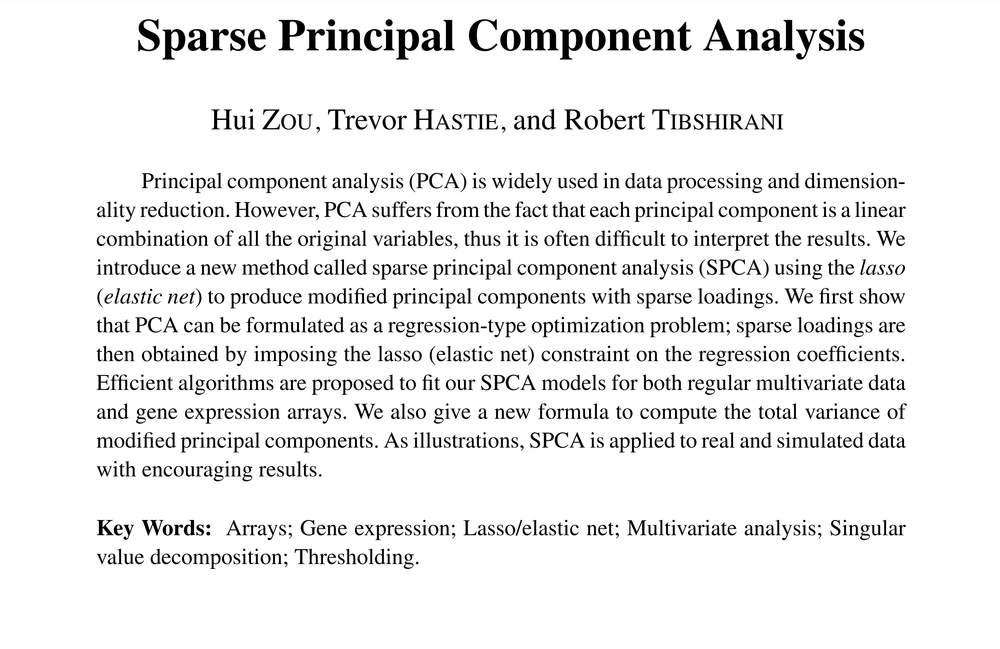 Sparse Principal Component Analysis
Hui ZOU, Trevor HASTIE, and Robert TIBSHIRANI
Principal component analysis (PCA) is widely used in data processing and dimension-
ality reduction. However, PCA suffers from the fact that each principal component is a linear
combination of all the original variables, thus it is often difficult to interpret the results. We
introduce a new method called sparse principal component analysis (SPCA) using the lasso
(elastic net) to produce modified principal components with sparse loadings. We first show
that PCA can be formulated as a regression-type optimization problem; sparse loadings are
then obtained by imposing the lasso (elastic net) constraint on the regression coefficients.
Efficient algorithms are proposed to fit our SPCA models for both regular multivariate data
and gene expression arrays. We also give a new formula to compute the total variance of
modified principal components. As illustrations, SPCA is applied to real and simulated data
with encouraging results.
Key Words: Arrays; Gene expression; Lasso/elastic net; Multivariate analysis; Singular
value decomposition; Thresholding.